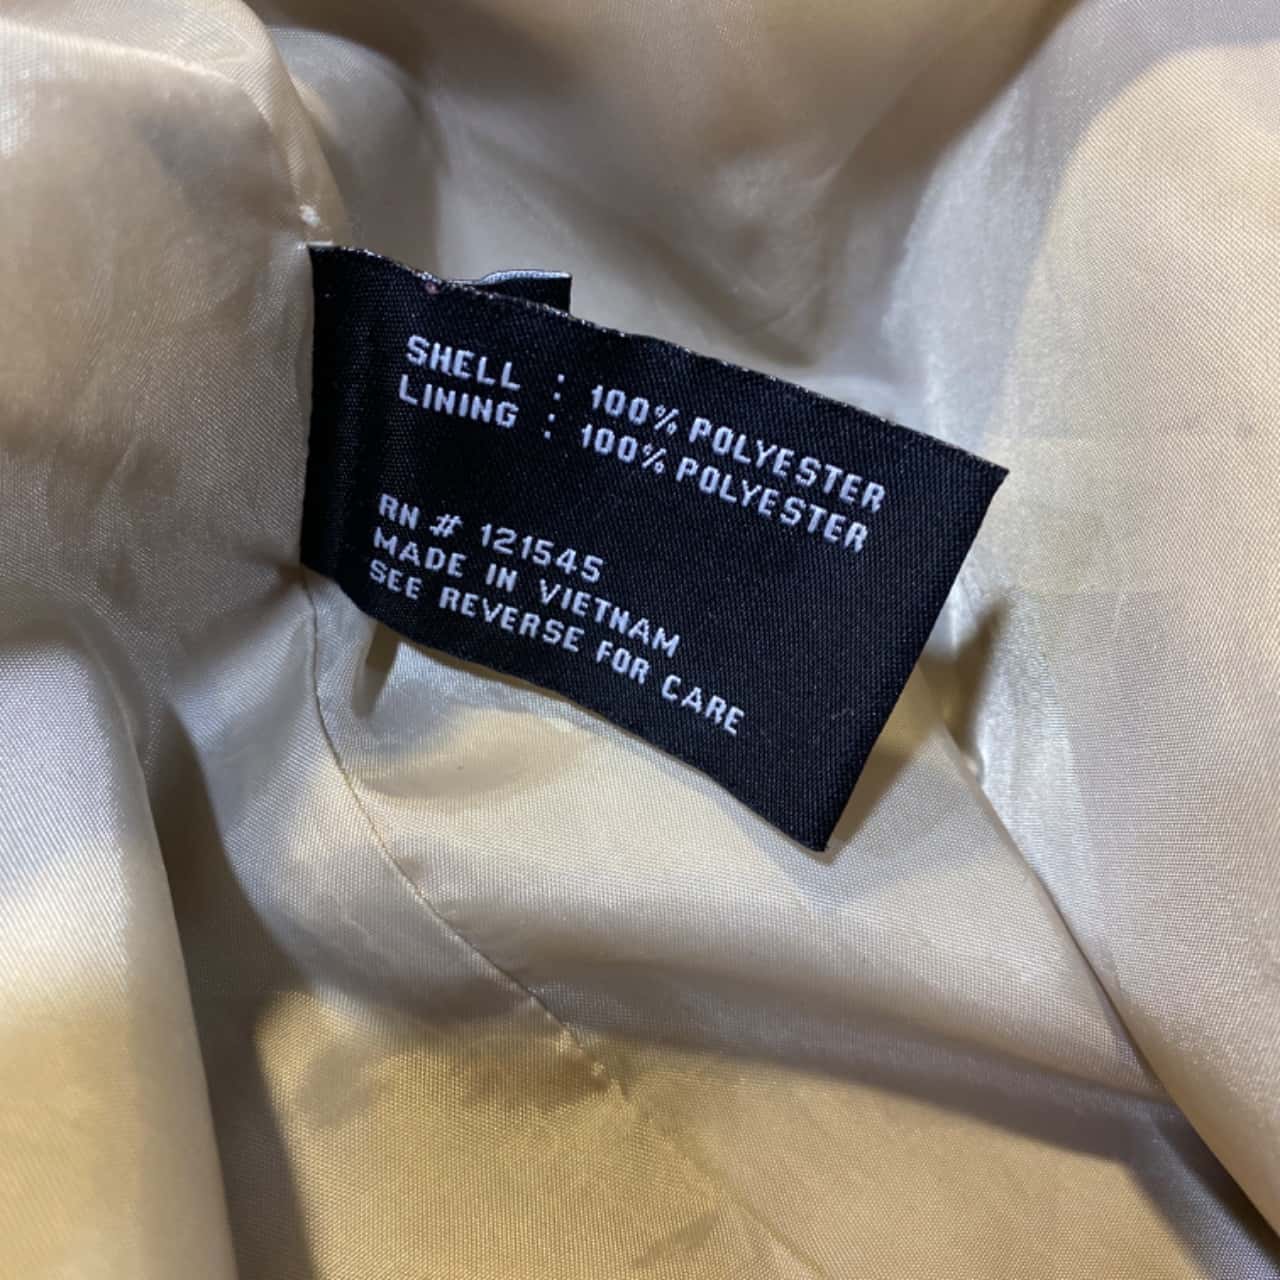 SHELL : 100% POLYESTER
LINING : 100% POLYESTER
RN # 121545
MADE IN VIETNAM
SEE REVERSE FOR CARE